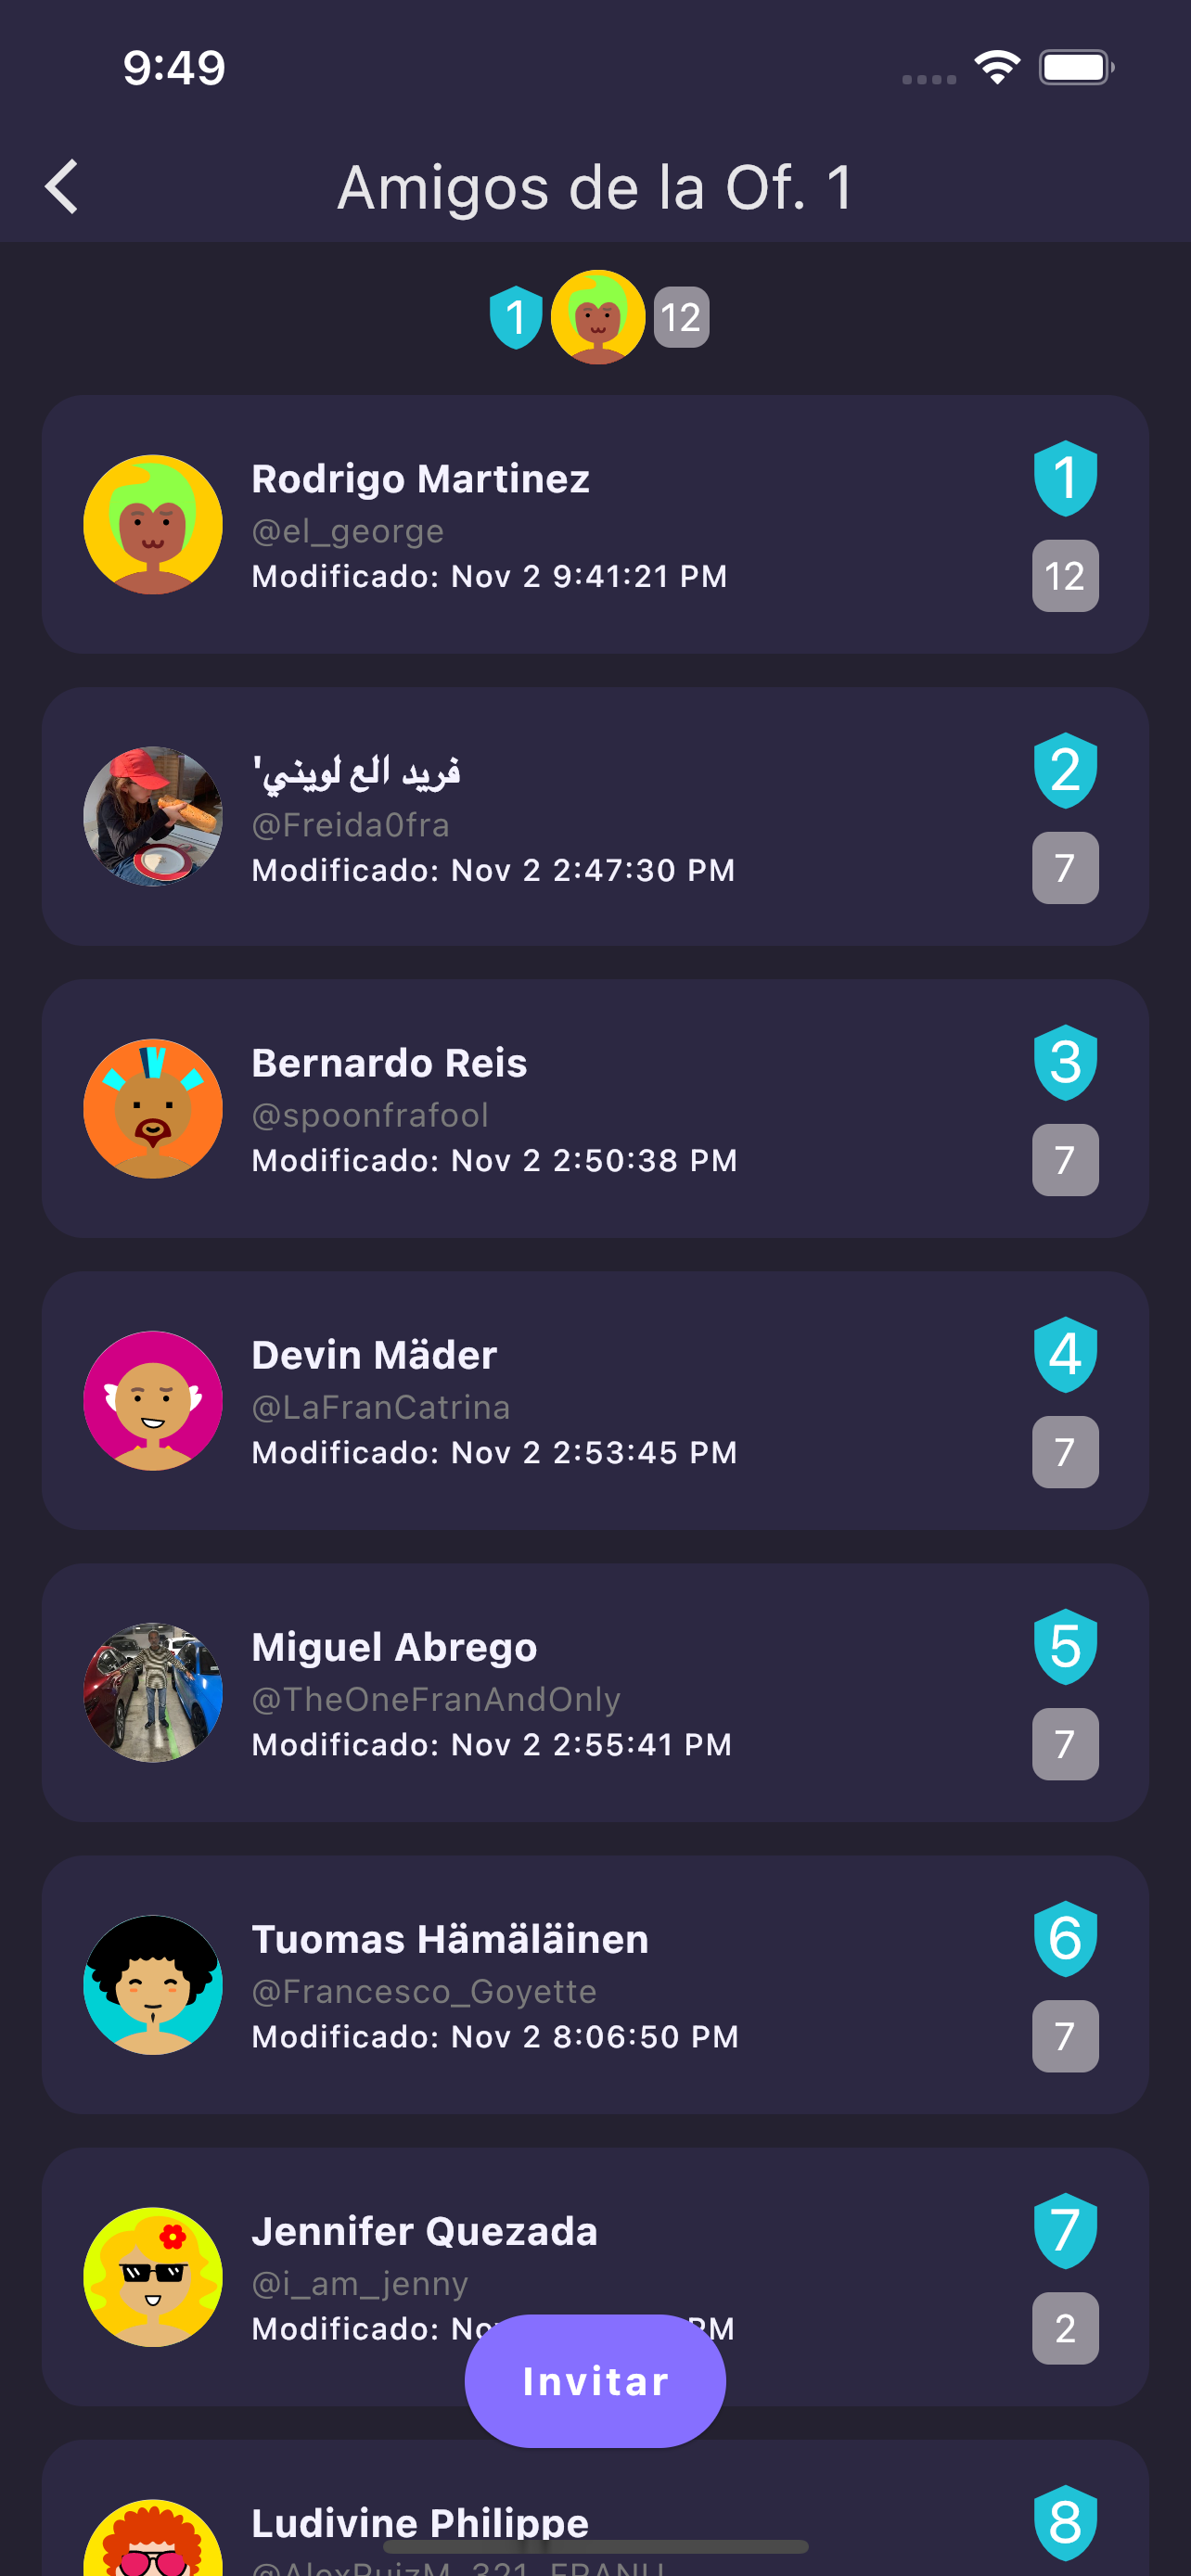 9:49
Amigos de la Of. 1
1 12
Rodrigo Martinez
1
@el_george
Modificado: Nov 2 9:41:21 PM
12
فريد الع لويني'
2
@Freida0fra
Modificado: Nov 2 2:47:30 PM
7
Bernardo Reis
3
@spoonfrafool
Modificado: Nov 2 2:50:38 PM
7
Devin Mäder
4
@LaFranCatrina
Modificado: Nov 2 2:53:45 PM
7
Miguel Abrego
5
@TheOneFranAndOnly
Modificado: Nov 2 2:55:41 PM
7
Tuomas Hämäläinen
6
@Francesco_Goyette
Modificado: Nov 2 8:06:50 PM
7
Jennifer Quezada
7
@i_am_jenny
Modificado: PM
2
Invitar
Ludivine Philippe
8